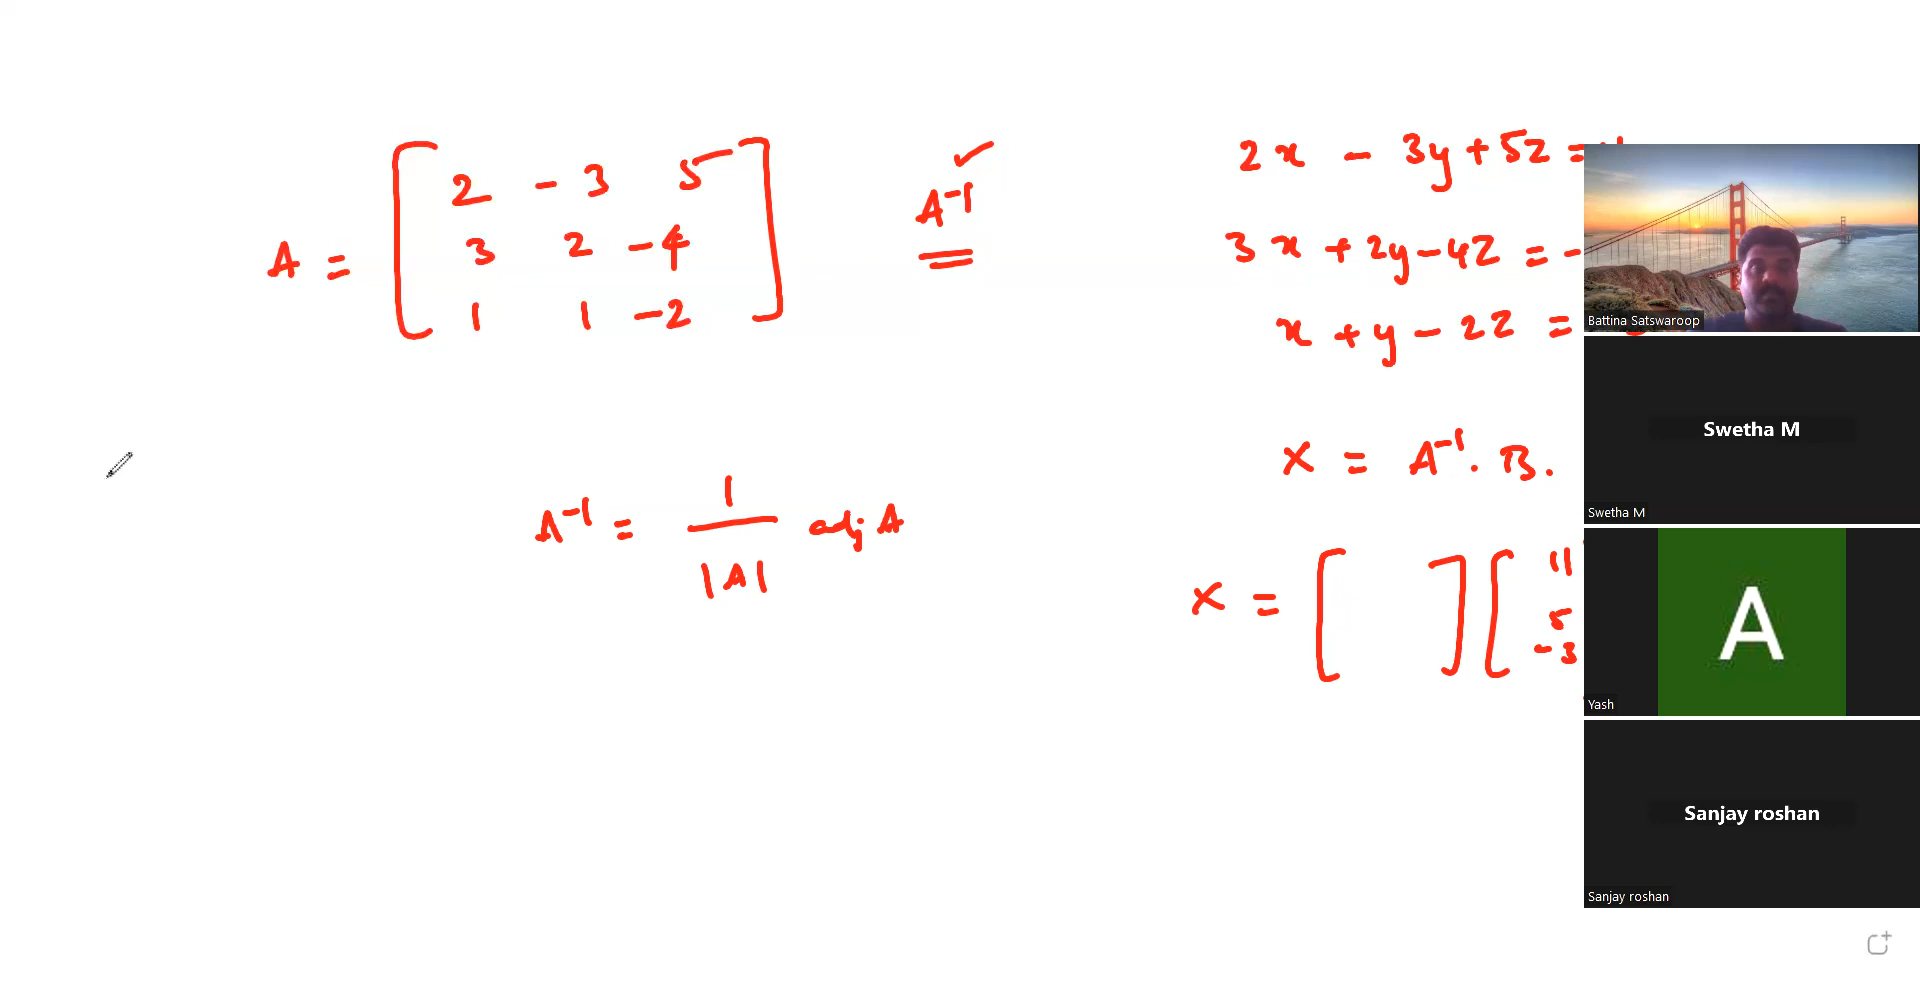 A = [ 2 -3 5
3 2 -4
1 1 -2 ]
A⁻¹ ✓
2x - 3y + 5z =
3x + 2y - 4z = -
x + y - 2z =
A⁻¹ = 1 / |A| adj A
X = A⁻¹ . B.
X = [ ] [ 11
5
-3
Battina Satswaroop
Swetha M
Swetha M
A
Yash
Sanjay roshan
Sanjay roshan